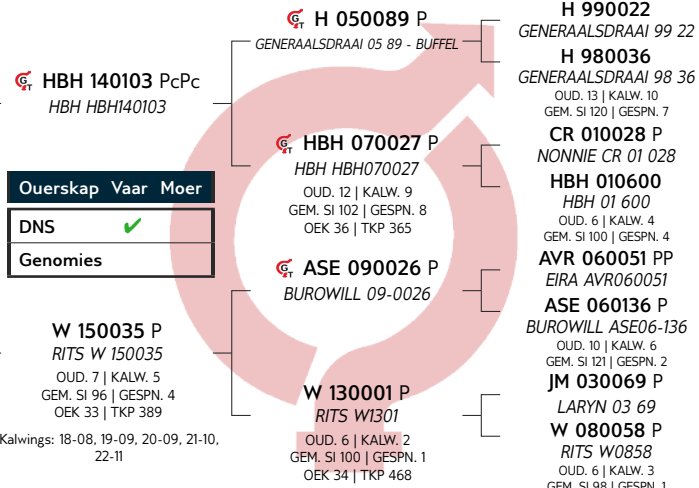 HBH 140103 PcPc
HBH HBH140103
Ouerskap Vaar Moer
DNS ✔
Genomies
W 150035 P
RITS W 150035
OUD. 7 | KALW. 5
GEM. SI 96 | GESPN. 4
OEK 33 | TKP 389
Kalwings: 18-08, 19-09, 20-09, 21-10,
22-11
H 050089 P
GENERAALSDRAAI 05 89 - BUFFEL
HBH 070027 P
HBH HBH070027
OUD. 12 | KALW. 9
GEM. SI 102 | GESPN. 8
OEK 36 | TKP 365
ASE 090026 P
BUROWILL 09-0026
W 130001 P
RITS W1301
OUD. 6 | KALW. 2
GEM. SI 100 | GESPN. 1
OEK 34 | TKP 468
H 990022
GENERAALSDRAAI 99 22
H 980036
GENERAALSDRAAI 98 36
OUD. 13 | KALW. 10
GEM. SI 120 | GESPN. 7
CR 010028 P
NONNIE CR 01 028
HBH 010600
HBH 01 600
OUD. 6 | KALW. 4
GEM. SI 100 | GESPN. 4
AVR 060051 PP
EIRA AVR060051
ASE 060136 P
BUROWILL ASE06-136
OUD. 10 | KALW. 6
GEM. SI 121 | GESPN. 2
JM 030069 P
LARYN 03 69
W 080058 P
RITS W0858
OUD. 6 | KALW. 3
GEM. SI 98 | GESPN. 1